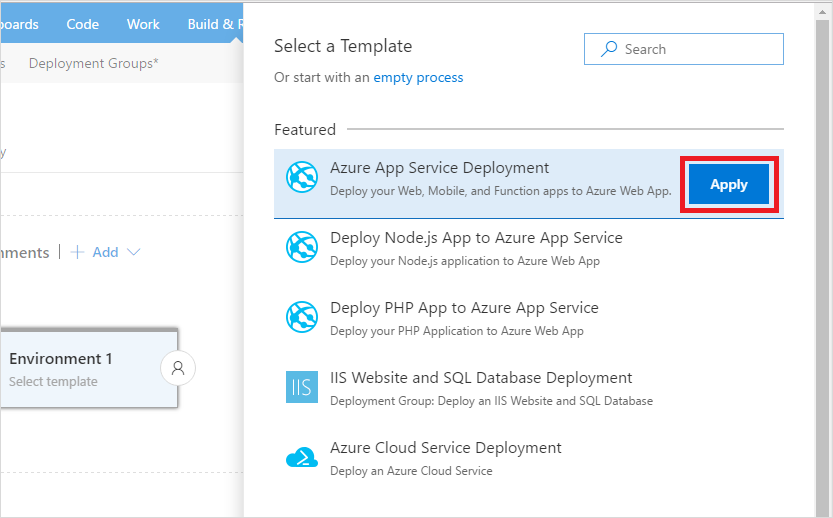 Code Work
Deployment Groups*
Add
Environment 1
Select template
Select a Template
Search
Or start with an empty process
Featured
Azure App Service Deployment
Deploy your Web, Mobile, and Function apps to Azure Web App.
Apply
Deploy Node.js App to Azure App Service
Deploy your Node.js application to Azure Web App
Deploy PHP App to Azure App Service
Deploy your PHP Application to Azure Web App
IIS
IIS Website and SQL Database Deployment
Deployment Group: Deploy an IIS Website and SQL Database
Azure Cloud Service Deployment
Deploy an Azure Cloud Service